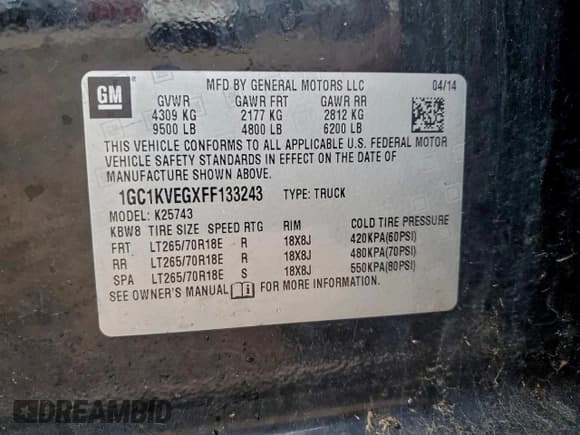 GM
MFD BY GENERAL MOTORS LLC 04/14
GVWR GAWR FRT GAWR RR
4309 KG 2177 KG 2812 KG
9500 LB 4800 LB 6200 LB
THIS VEHICLE CONFORMS TO ALL APPLICABLE U.S. FEDERAL MOTOR
VEHICLE SAFETY STANDARDS IN EFFECT ON THE DATE OF
MANUFACTURE SHOWN ABOVE.
1GC1KVEGXFF133243 TYPE: TRUCK
MODEL: K25743
KBW8 TIRE SIZE SPEED RTG RIM COLD TIRE PRESSURE
FRT LT265/70R18E R 18X8J 420KPA(60PSI)
RR LT265/70R18E R 18X8J 480KPA(70PSI)
SPA LT265/70R18E S 18X8J 550KPA(80PSI)
SEE OWNER'S MANUAL FOR MORE INFORMATION.
DREAMBID